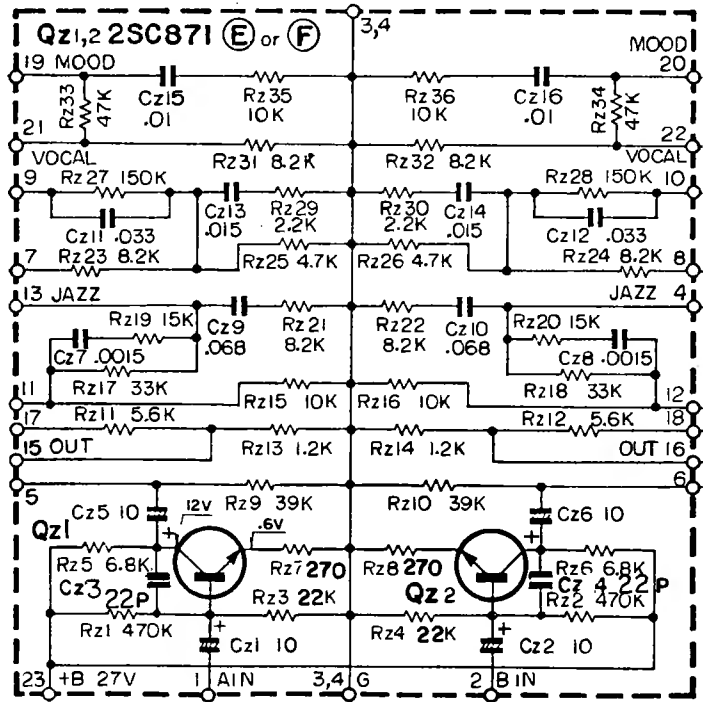 Qz1,2 2SC871 Ⓔ or Ⓕ
3,4
MOOD
19 MOOD
20
Rz33 47K
Cz15 .01
Rz35 10K
Rz36 10K
Cz16 .01
Rz34 47K
21
VOCAL
Rz31 8.2K
Rz32 8.2K
22
VOCAL
9
Rz27 150K
Cz11 .033
Cz13 .015
Rz29 2.2K
Rz30 2.2K
Cz14 .015
Rz28 150K
Cz12 .033
10
7
Rz23 8.2K
Rz25 4.7K
Rz26 4.7K
Rz24 8.2K
8
13 JAZZ
JAZZ 4
Rz19 15K
Cz7 .0015
Cz9 .068
Rz21 8.2K
Rz22 8.2K
Cz10 .068
Rz20 15K
Cz8 .0015
11
Rz17 33K
Rz18 33K
12
Rz15 10K
Rz16 10K
17
Rz11 5.6K
Rz12 5.6K
18
15 OUT
Rz13 1.2K
Rz14 1.2K
OUT 16
5
Rz9 39K
Rz10 39K
6
Cz5 10
12V
.6V
Cz6 10
Qz1
Rz5 6.8K
Rz7 270
Rz8 270
Rz6 6.8K
Cz3 22P
Qz2
Cz4 22P
Rz3 22K
Rz4 22K
Rz1 470K
Rz2 470K
Cz1 10
Cz2 10
23 +B 27V
1 A IN
3,4 G
2 B IN